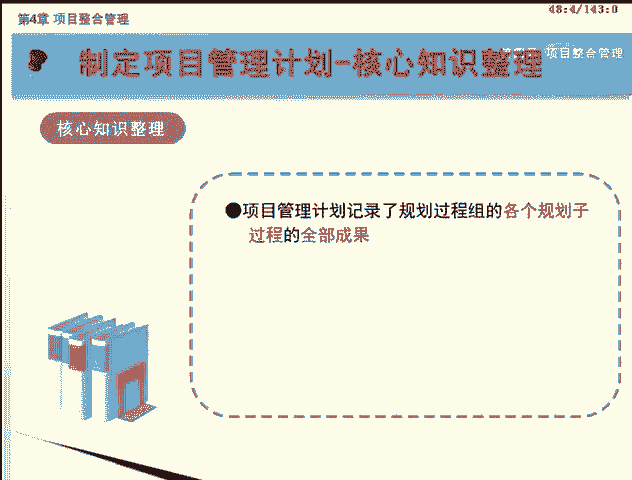 第4章 项目整合管理
48:4/143:0
制定项目管理计划-核心知识整理
项目整合管理
核心知识整理
●项目管理计划记录了规划过程组的各个规划子
过程的全部成果